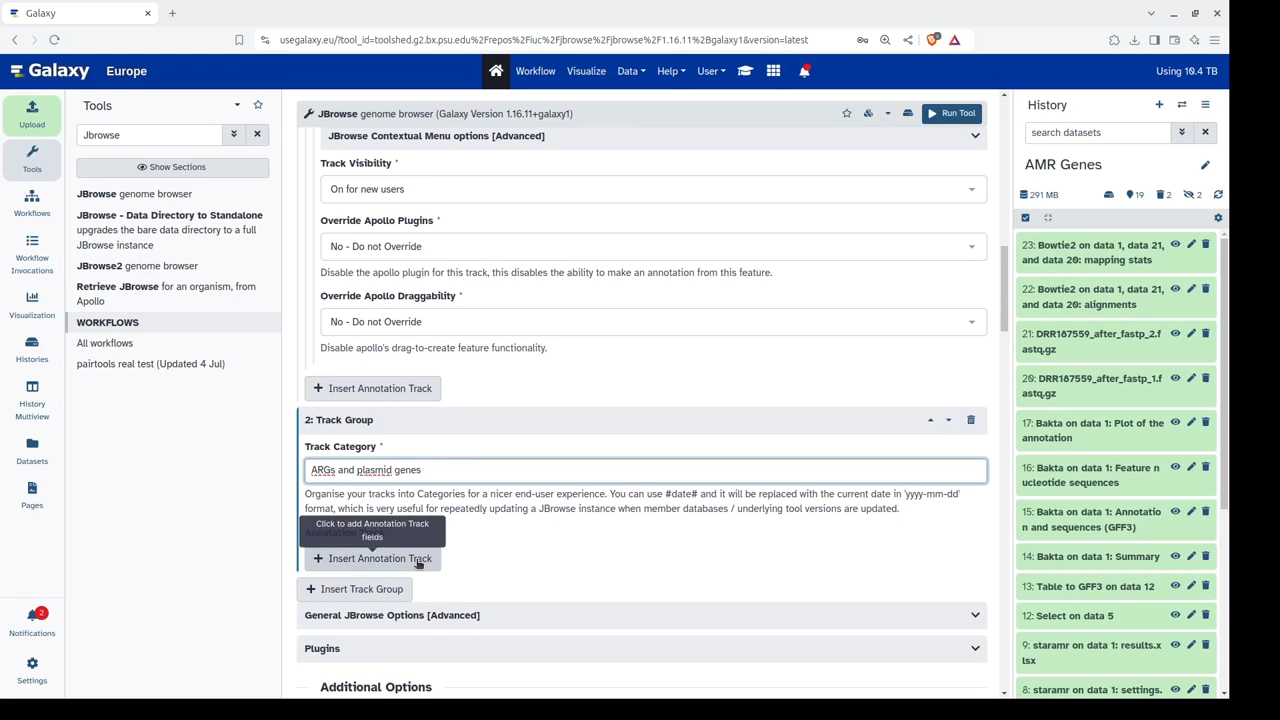 Galaxy
usegalaxy.eu/?tool_id=toolshed.g2.bx.psu.edu%2Frepos%2Fiuc%2Fjbrowse%2Fjbrowse%2F1.16.11%2Bgalaxy1&version=latest
Galaxy Europe
Workflow Visualize Data Help User
Using 10.4 TB
Upload
Tools
Workflows
Workflow
Invocations
Visualization
Histories
History
Multiview
Datasets
Pages
2
Notifications
Settings
Tools
Jbrowse
Show Sections
JBrowse genome browser
JBrowse - Data Directory to Standalone
upgrades the bare data directory to a full
JBrowse instance
JBrowse2 genome browser
Retrieve JBrowse for an organism, from
Apollo
WORKFLOWS
All workflows
pairtools real test (Updated 4 Jul)
JBrowse genome browser (Galaxy Version 1.16.11+galaxy1)
Run Tool
JBrowse Contextual Menu options [Advanced]
Track Visibility *
On for new users
Override Apollo Plugins *
No - Do not Override
Disable the apollo plugin for this track, this disables the ability to make an annotation from this feature.
Override Apollo Draggability *
No - Do not Override
Disable apollo's drag-to-create feature functionality.
Insert Annotation Track
2: Track Group
Track Category *
ARGs and plasmid genes
Organise your tracks into Categories for a nicer end-user experience. You can use #date# and it will be replaced with the current date in 'yyyy-mm-dd'
format, which is very useful for repeatedly updating a JBrowse instance when member databases / underlying tool versions are updated.
Click to add Annotation Track
fields
Insert Annotation Track
Insert Track Group
General JBrowse Options [Advanced]
Plugins
Additional Options
History
search datasets
AMR Genes
291 MB 19 2 2
23: Bowtie2 on data 1, data 21,
and data 20: mapping stats
22: Bowtie2 on data 1, data 21,
and data 20: alignments
21: DRR187559_after_fastp_2.f
astq.gz
20: DRR187559_after_fastp_1.f
astq.gz
17: Bakta on data 1: Plot of the
annotation
16: Bakta on data 1: Feature n
ucleotide sequences
15: Bakta on data 1: Annotatio
n and sequences (GFF3)
14: Bakta on data 1: Summary
13: Table to GFF3 on data 12
12: Select on data 5
9: staramr on data 1: results.x
lsx
8: staramr on data 1: settings.